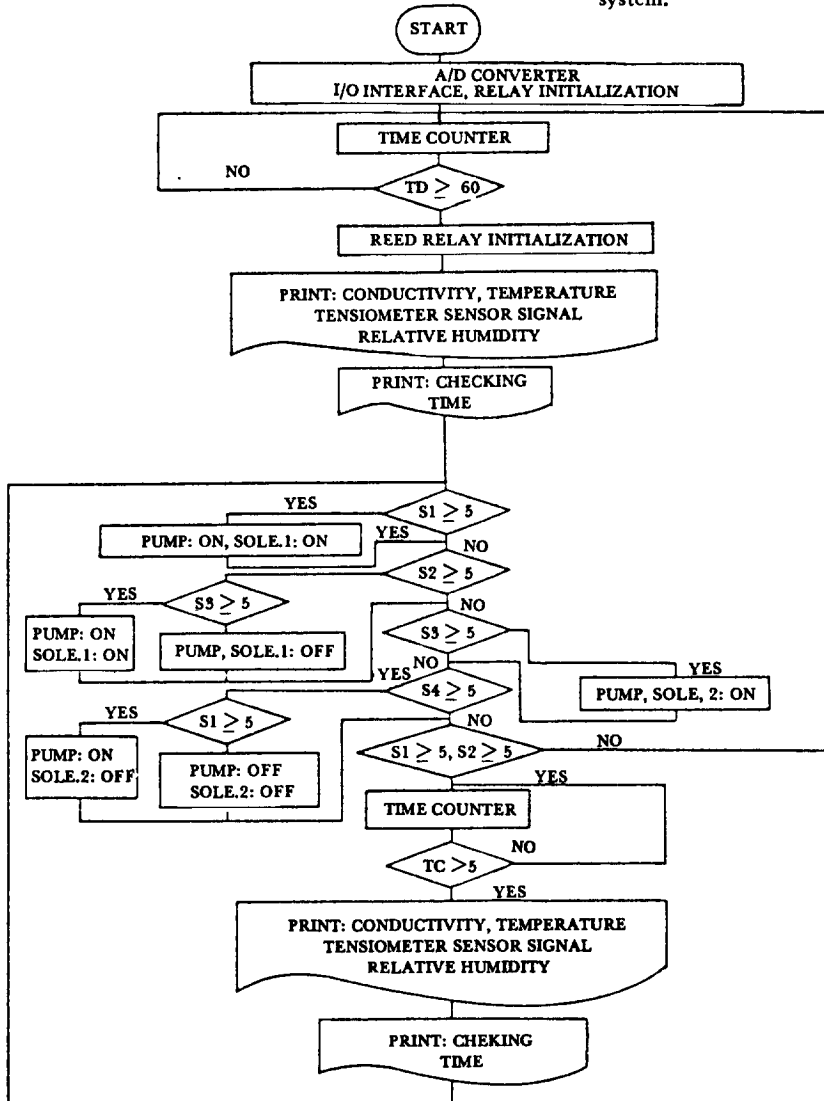 system.
START
A/D CONVERTER
I/O INTERFACE, RELAY INITIALIZATION
TIME COUNTER
NO
TD ≥ 60
REED RELAY INITIALIZATION
PRINT: CONDUCTIVITY, TEMPERATURE
TENSIOMETER SENSOR SIGNAL
RELATIVE HUMIDITY
PRINT: CHECKING
TIME
YES
S1 ≥ 5
PUMP: ON, SOLE.1: ON
YES
NO
S2 ≥ 5
YES
S3 ≥ 5
NO
PUMP: ON
SOLE.1: ON
PUMP, SOLE.1: OFF
S3 ≥ 5
YES
PUMP, SOLE, 2: ON
NO
YES
S4 ≥ 5
YES
S1 ≥ 5
NO
PUMP: ON
SOLE.2: OFF
PUMP: OFF
SOLE.2: OFF
S1 ≥ 5, S2 ≥ 5
NO
YES
TIME COUNTER
NO
TC >5
YES
PRINT: CONDUCTIVITY, TEMPERATURE
TENSIOMETER SENSOR SIGNAL
RELATIVE HUMIDITY
PRINT: CHEKING
TIME